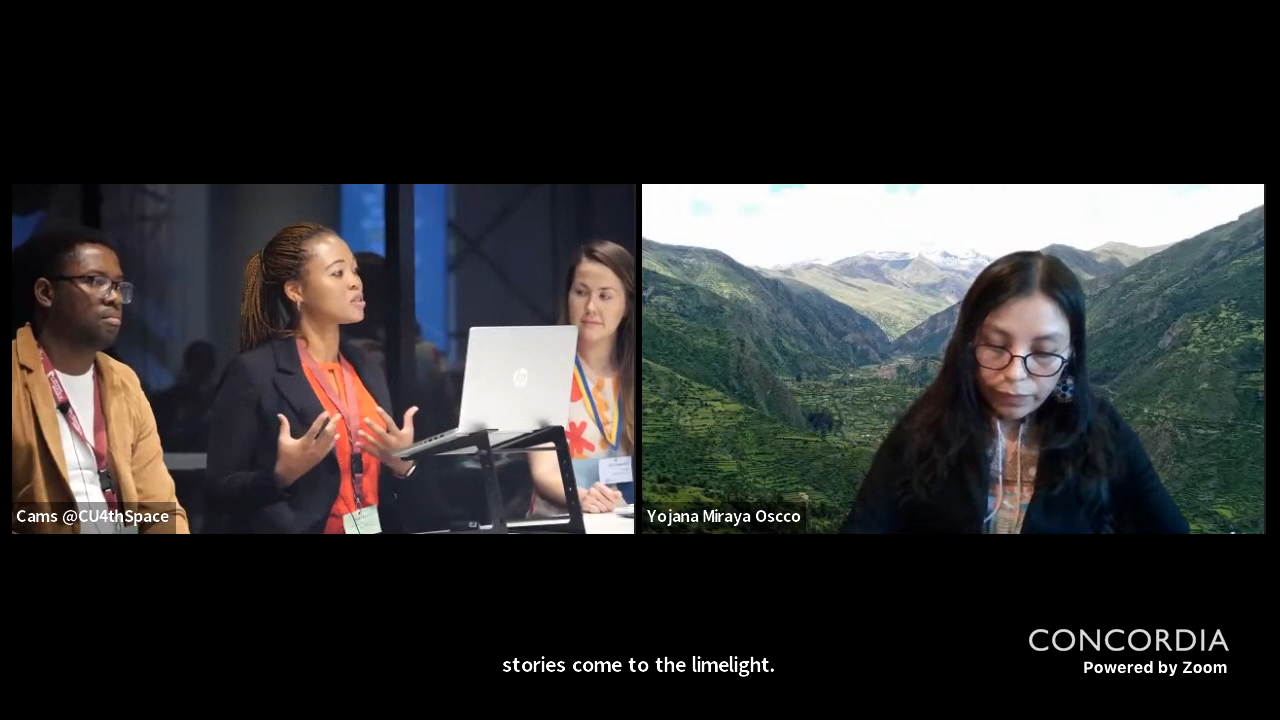 Cams @CU4thSpace
Yojana Miraya Oscco
stories come to the limelight.
CONCORDIA
Powered by Zoom